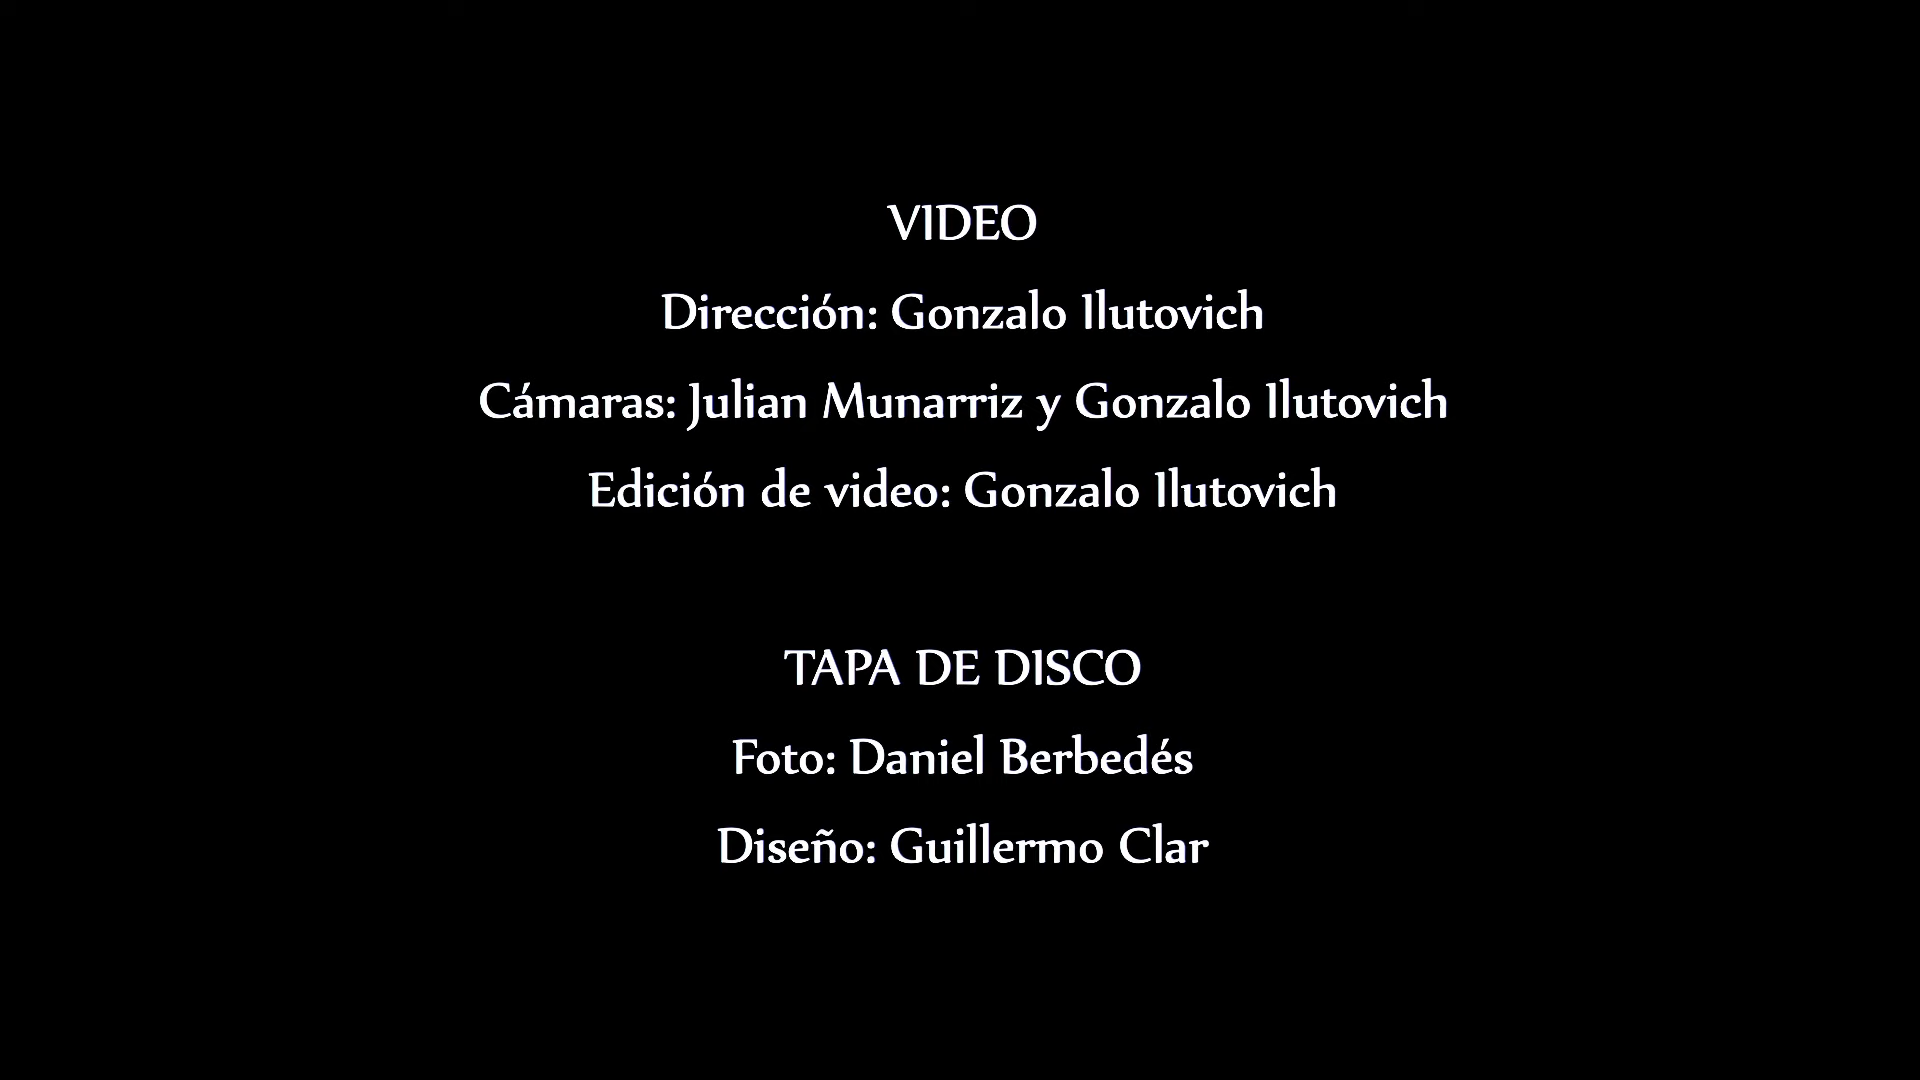 VIDEO
Dirección: Gonzalo Ilutovich
Cámaras: Julian Munarriz y Gonzalo Ilutovich
Edición de video: Gonzalo Ilutovich
TAPA DE DISCO
Foto: Daniel Berbedés
Diseño: Guillermo Clar